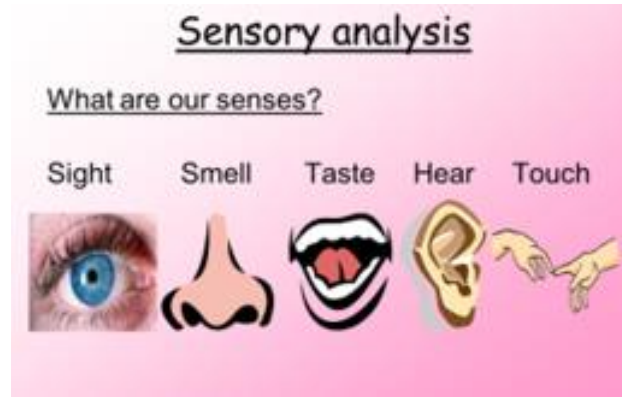 Sensory analysis
What are our senses?
Sight Smell Taste Hear Touch